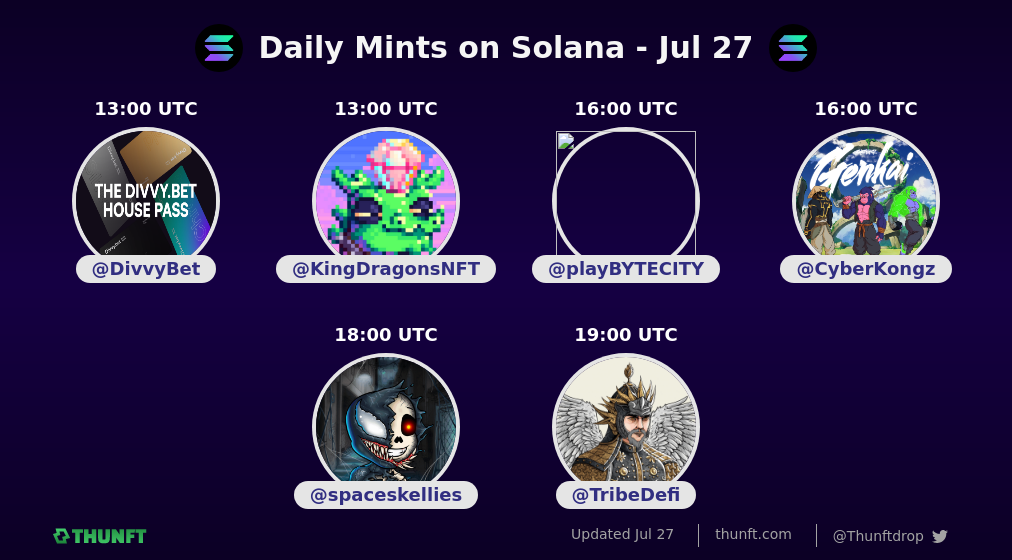 Daily Mints on Solana - Jul 27
13:00 UTC
13:00 UTC
16:00 UTC
16:00 UTC
THE DIVVY.BET
HOUSE PASS
Genkai
@DivvyBet
@KingDragonsNFT
@playBYTECITY
@CyberKongz
18:00 UTC
19:00 UTC
@spaceskellies
@TribeDefi
THUNFT
Updated Jul 27
thunft.com
@Thunftdrop